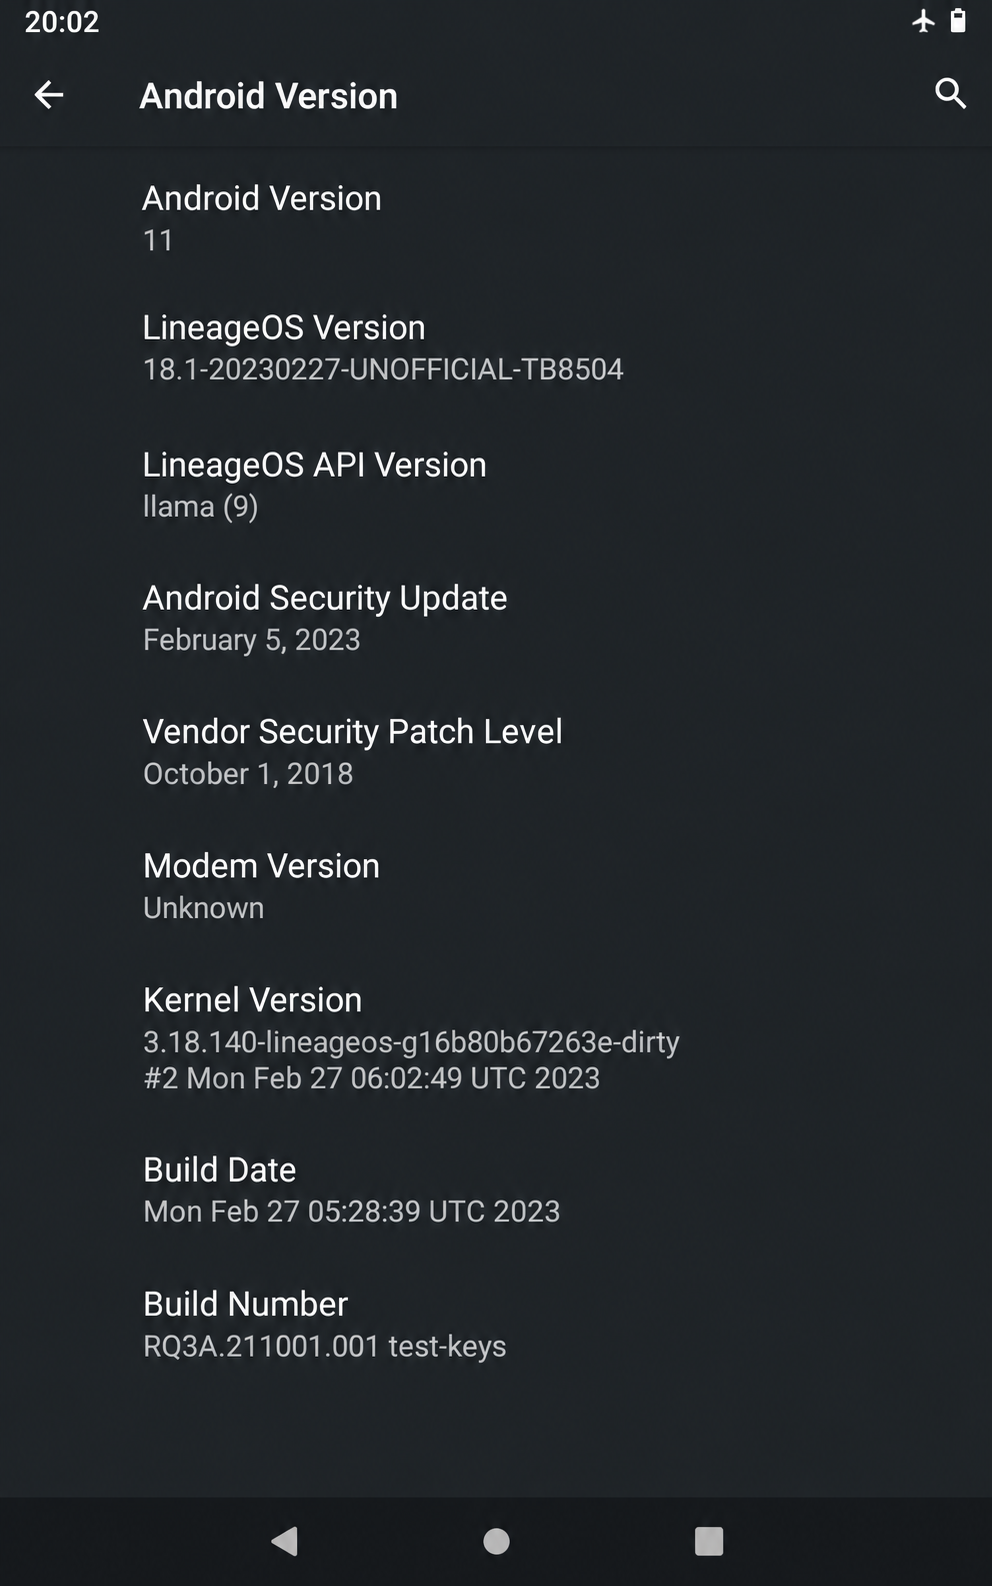 20:02
Android Version
Android Version
11
LineageOS Version
18.1-20230227-UNOFFICIAL-TB8504
LineageOS API Version
llama (9)
Android Security Update
February 5, 2023
Vendor Security Patch Level
October 1, 2018
Modem Version
Unknown
Kernel Version
3.18.140-lineageos-g16b80b67263e-dirty
#2 Mon Feb 27 06:02:49 UTC 2023
Build Date
Mon Feb 27 05:28:39 UTC 2023
Build Number
RQ3A.211001.001 test-keys